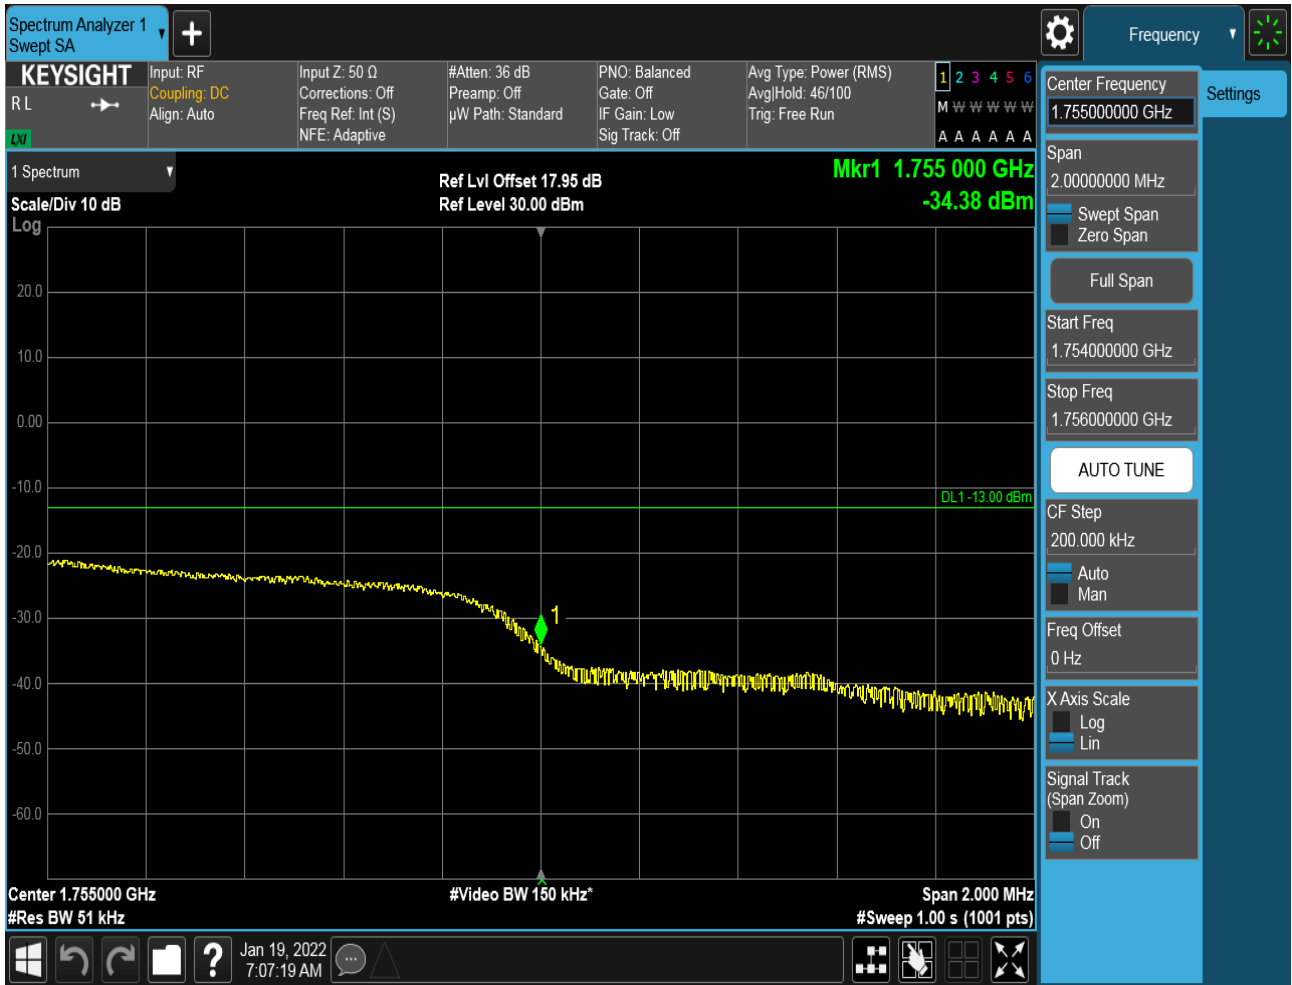 Spectrum Analyzer 1
Swept SA
+
Frequency
KEYSIGHT
R L
LXI
Input: RF
Coupling: DC
Align: Auto
Input Z: 50 Ω
Corrections: Off
Freq Ref: Int (S)
NFE: Adaptive
#Atten: 36 dB
Preamp: Off
µW Path: Standard
PNO: Balanced
Gate: Off
IF Gain: Low
Sig Track: Off
Avg Type: Power (RMS)
Avg|Hold: 46/100
Trig: Free Run
1 2 3 4 5 6
M W W W W W
A A A A A A
1 Spectrum
Scale/Div 10 dB
Log
Ref Lvl Offset 17.95 dB
Ref Level 30.00 dBm
Mkr1 1.755 000 GHz
-34.38 dBm
20.0
10.0
0.00
-10.0
-20.0
-30.0
-40.0
-50.0
-60.0
DL1 -13.00 dBm
1
Center 1.755000 GHz
#Res BW 51 kHz
#Video BW 150 kHz*
Span 2.000 MHz
#Sweep 1.00 s (1001 pts)
?
Jan 19, 2022
7:07:19 AM
Center Frequency
1.755000000 GHz
Span
2.00000000 MHz
Swept Span
Zero Span
Full Span
Start Freq
1.754000000 GHz
Stop Freq
1.756000000 GHz
AUTO TUNE
CF Step
200.000 kHz
Auto
Man
Freq Offset
0 Hz
X Axis Scale
Log
Lin
Signal Track
(Span Zoom)
On
Off
Settings